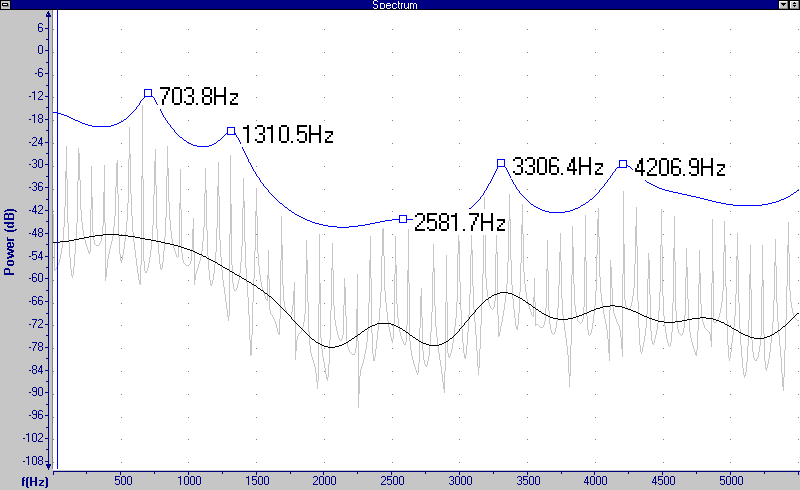 Spectrum
6
0
-6
-12
-18
-24
-30
-36
-42
-48
-54
-60
-66
-72
-78
-84
-90
-96
-102
-108
Power (dB)
703.8Hz
1310.5Hz
2581.7Hz
3306.4Hz
4206.9Hz
f(Hz) 500 1000 1500 2000 2500 3000 3500 4000 4500 5000